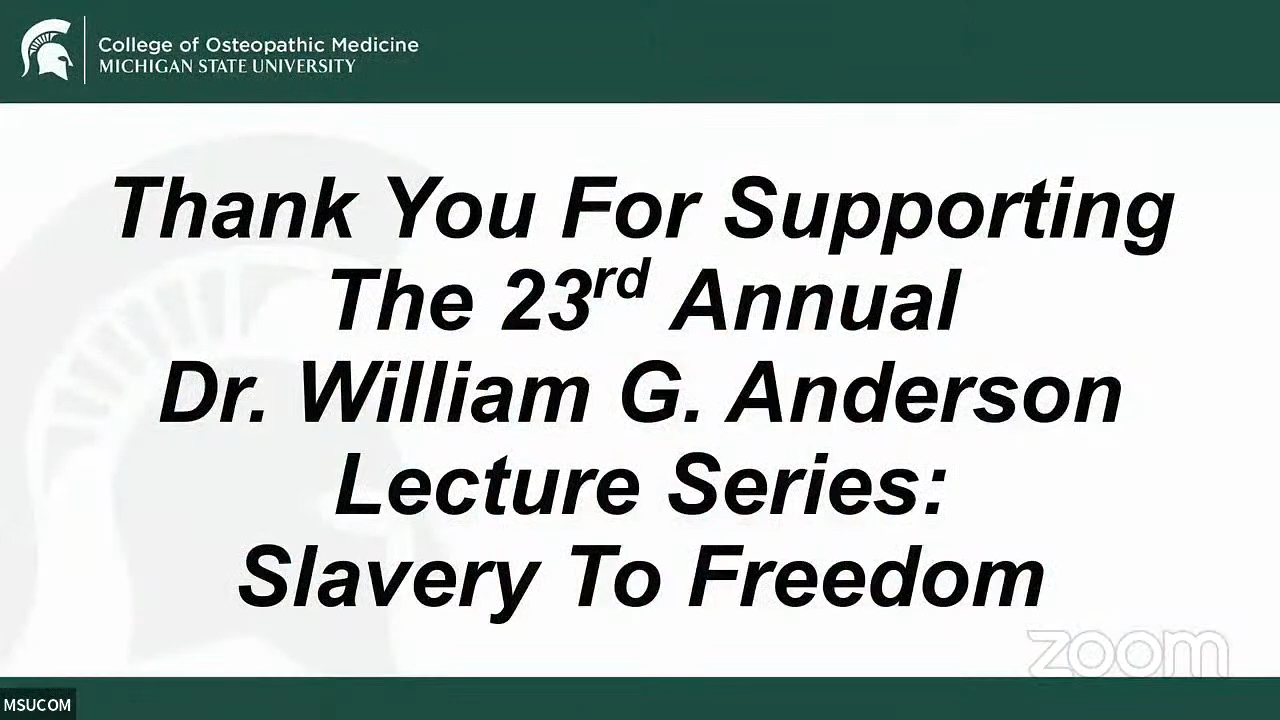 College of Osteopathic Medicine
MICHIGAN STATE UNIVERSITY
Thank You For Supporting
The 23rd Annual
Dr. William G. Anderson
Lecture Series:
Slavery To Freedom
zoom
MSUCOM